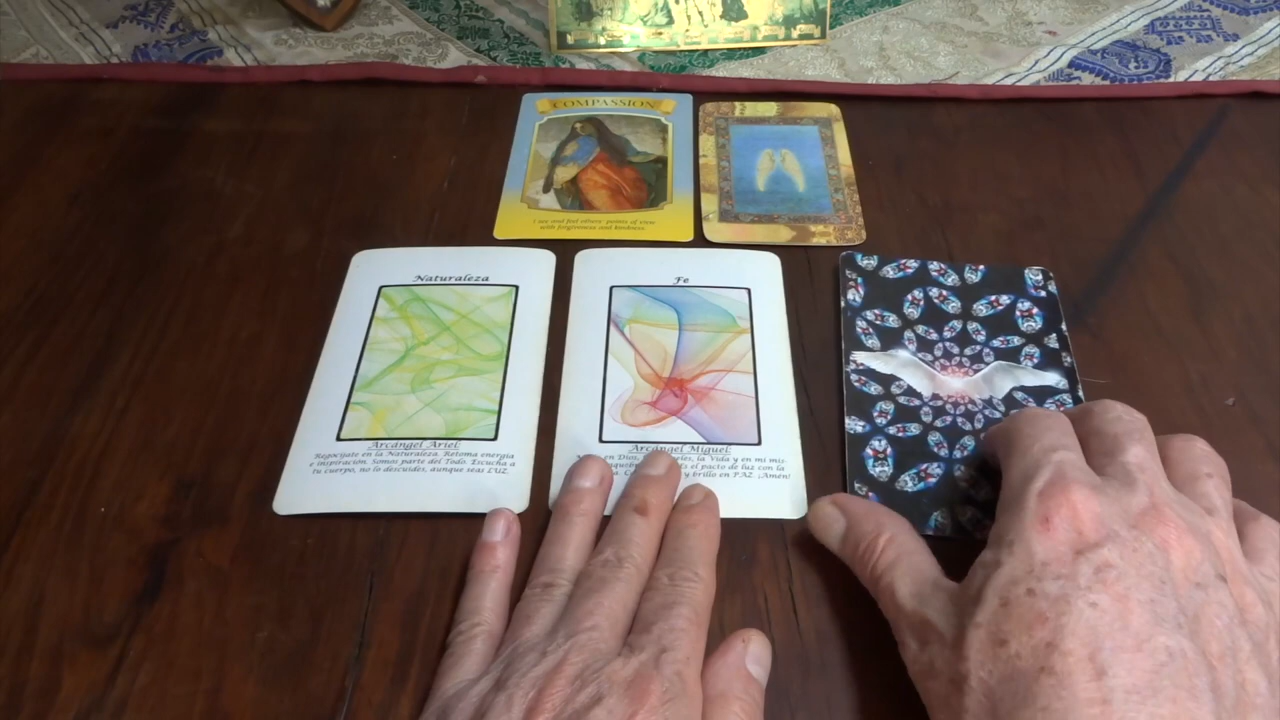 COMPASSION
I see and feel others' points of view
with forgiveness and kindness.
Naturaleza
Arcángel Ariel:
Regocíjate en la Naturaleza. Retoma energía
e inspiración. Somos parte del Todo. Escucha a
tu cuerpo, no lo descuides, aunque seas LUZ.
Fe
Arcángel Miguel:
en Dios, la Vida y en mi mis-
el pacto de luz con la
y brillo en PAZ ¡Amén!